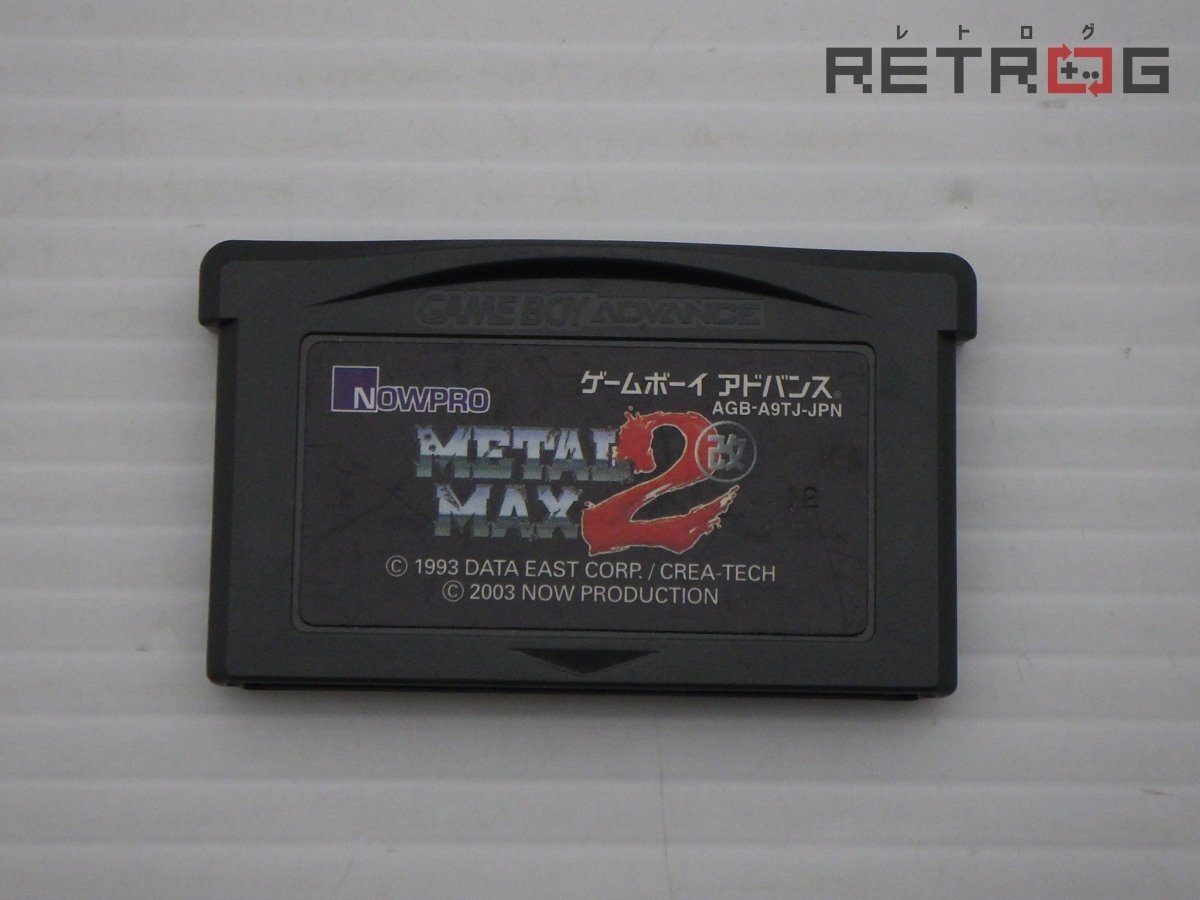 レトログ
RETROG
GAME BOY ADVANCE
NOWPRO
ゲームボーイ アドバンス®
AGB-A9TJ-JPN
METAL
MAX
2
改
12
© 1993 DATA EAST CORP. / CREA-TECH
© 2003 NOW PRODUCTION